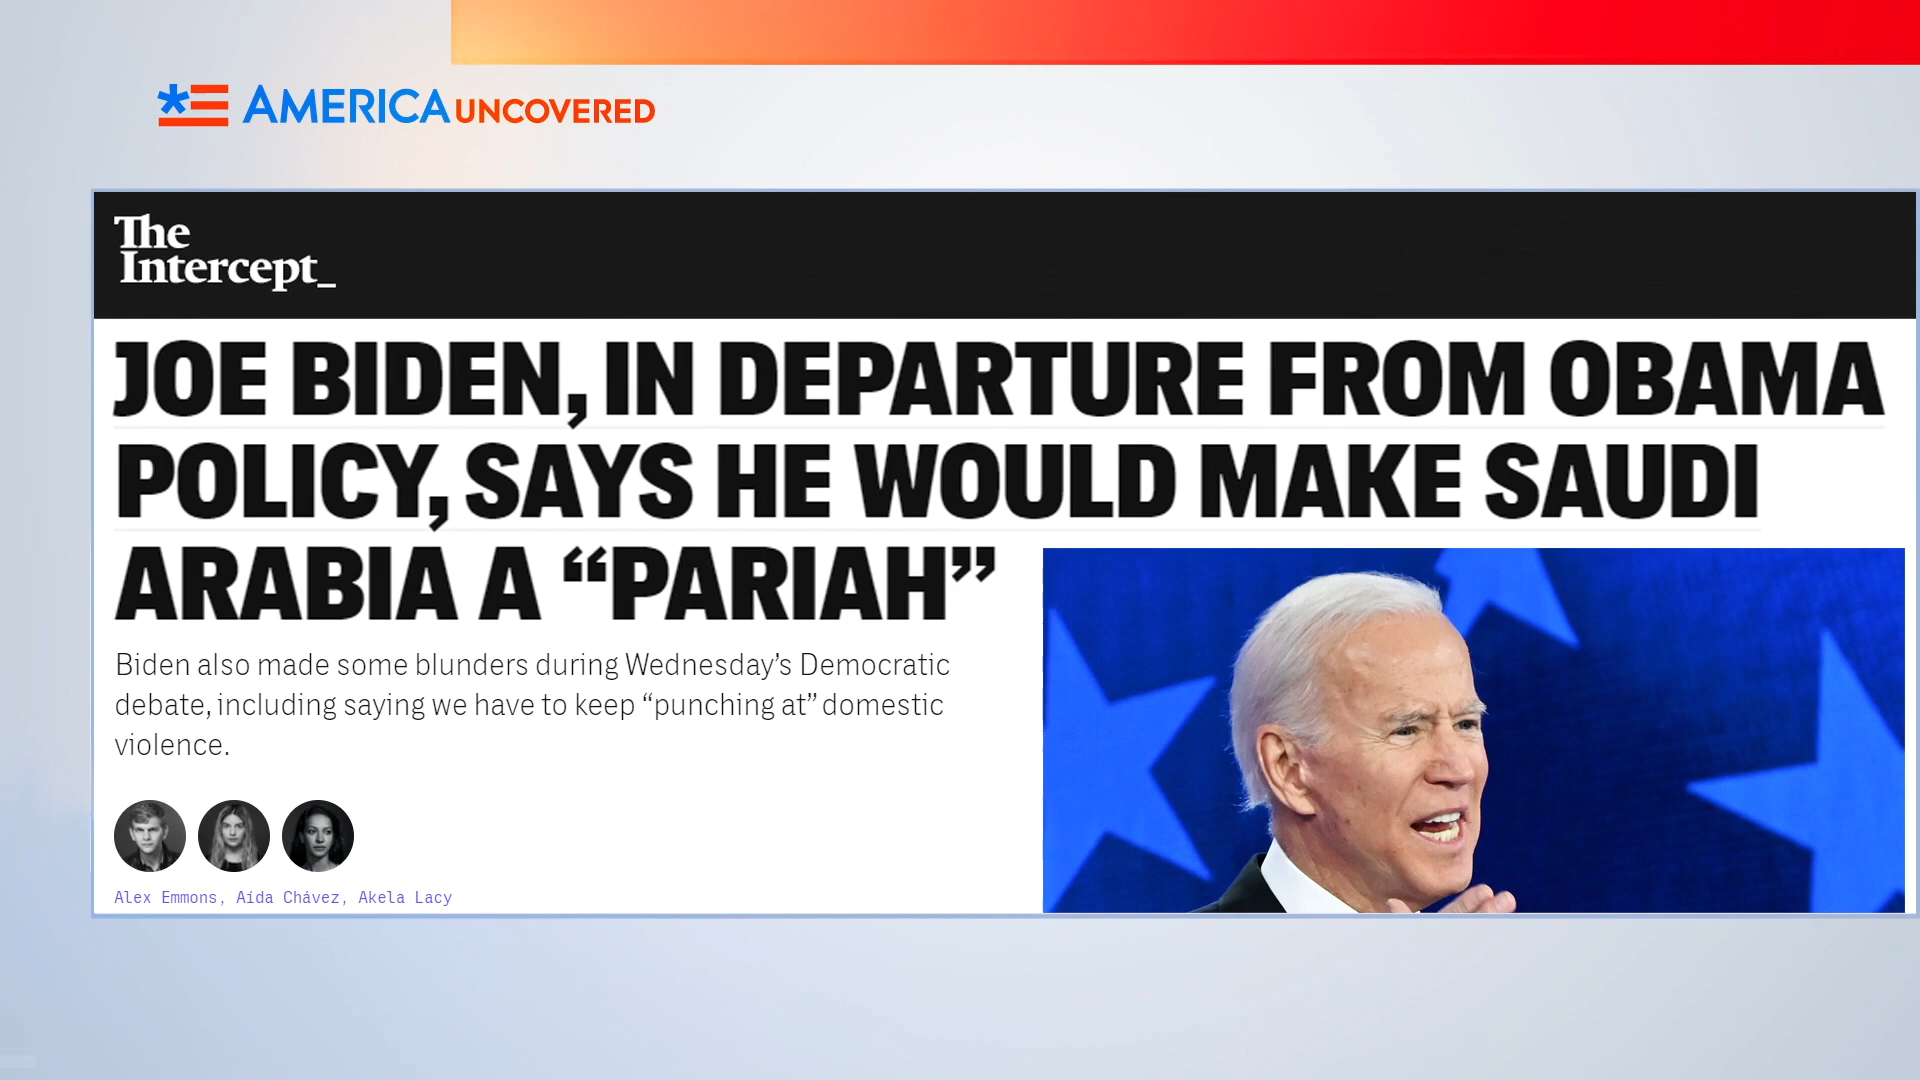 AMERICA UNCOVERED
The
Intercept_
JOE BIDEN, IN DEPARTURE FROM OBAMA
POLICY, SAYS HE WOULD MAKE SAUDI
ARABIA A “PARIAH”
Biden also made some blunders during Wednesday’s Democratic
debate, including saying we have to keep “punching at” domestic
violence.
Alex Emmons, Aída Chávez, Akela Lacy